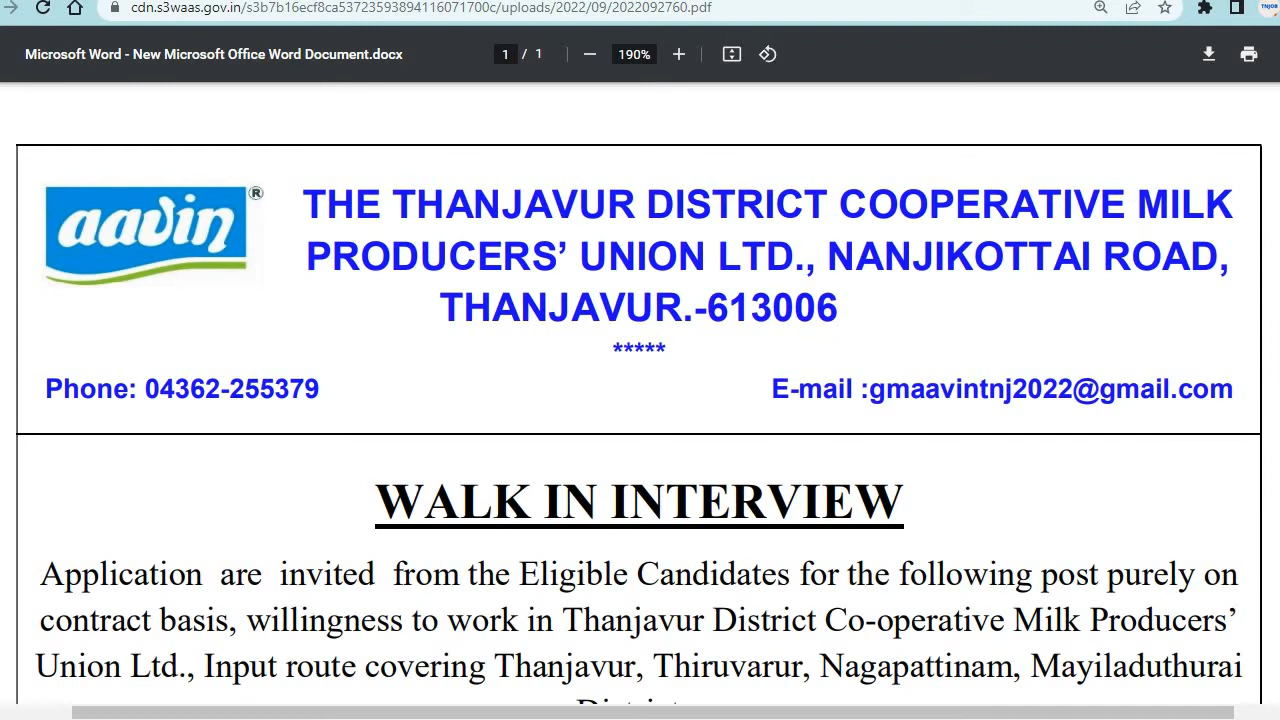 cdn.s3waas.gov.in/s3b7b16ecf8ca53723593894116071700c/uploads/2022/09/2022092760.pdf
TNJOB
Microsoft Word - New Microsoft Office Word Document.docx
1 / 1
190%
aavin ®
THE THANJAVUR DISTRICT COOPERATIVE MILK
PRODUCERS’ UNION LTD., NANJIKOTTAI ROAD,
THANJAVUR.-613006
*****
Phone: 04362-255379
E-mail :gmaavintnj2022@gmail.com
WALK IN INTERVIEW
Application are invited from the Eligible Candidates for the following post purely on
contract basis, willingness to work in Thanjavur District Co-operative Milk Producers’
Union Ltd., Input route covering Thanjavur, Thiruvarur, Nagapattinam, Mayiladuthurai